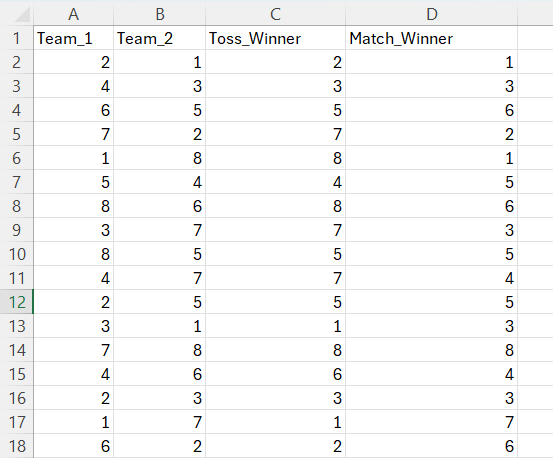 A B C D
1 Team_1 Team_2 Toss_Winner Match_Winner
2 2 1 2 1
3 4 3 3 3
4 6 5 5 6
5 7 2 7 2
6 1 8 8 1
7 5 4 4 5
8 8 6 8 6
9 3 7 7 3
10 8 5 5 5
11 4 7 7 4
12 2 5 5 5
13 3 1 1 3
14 7 8 8 8
15 4 6 6 4
16 2 3 3 3
17 1 7 1 7
18 6 2 2 6